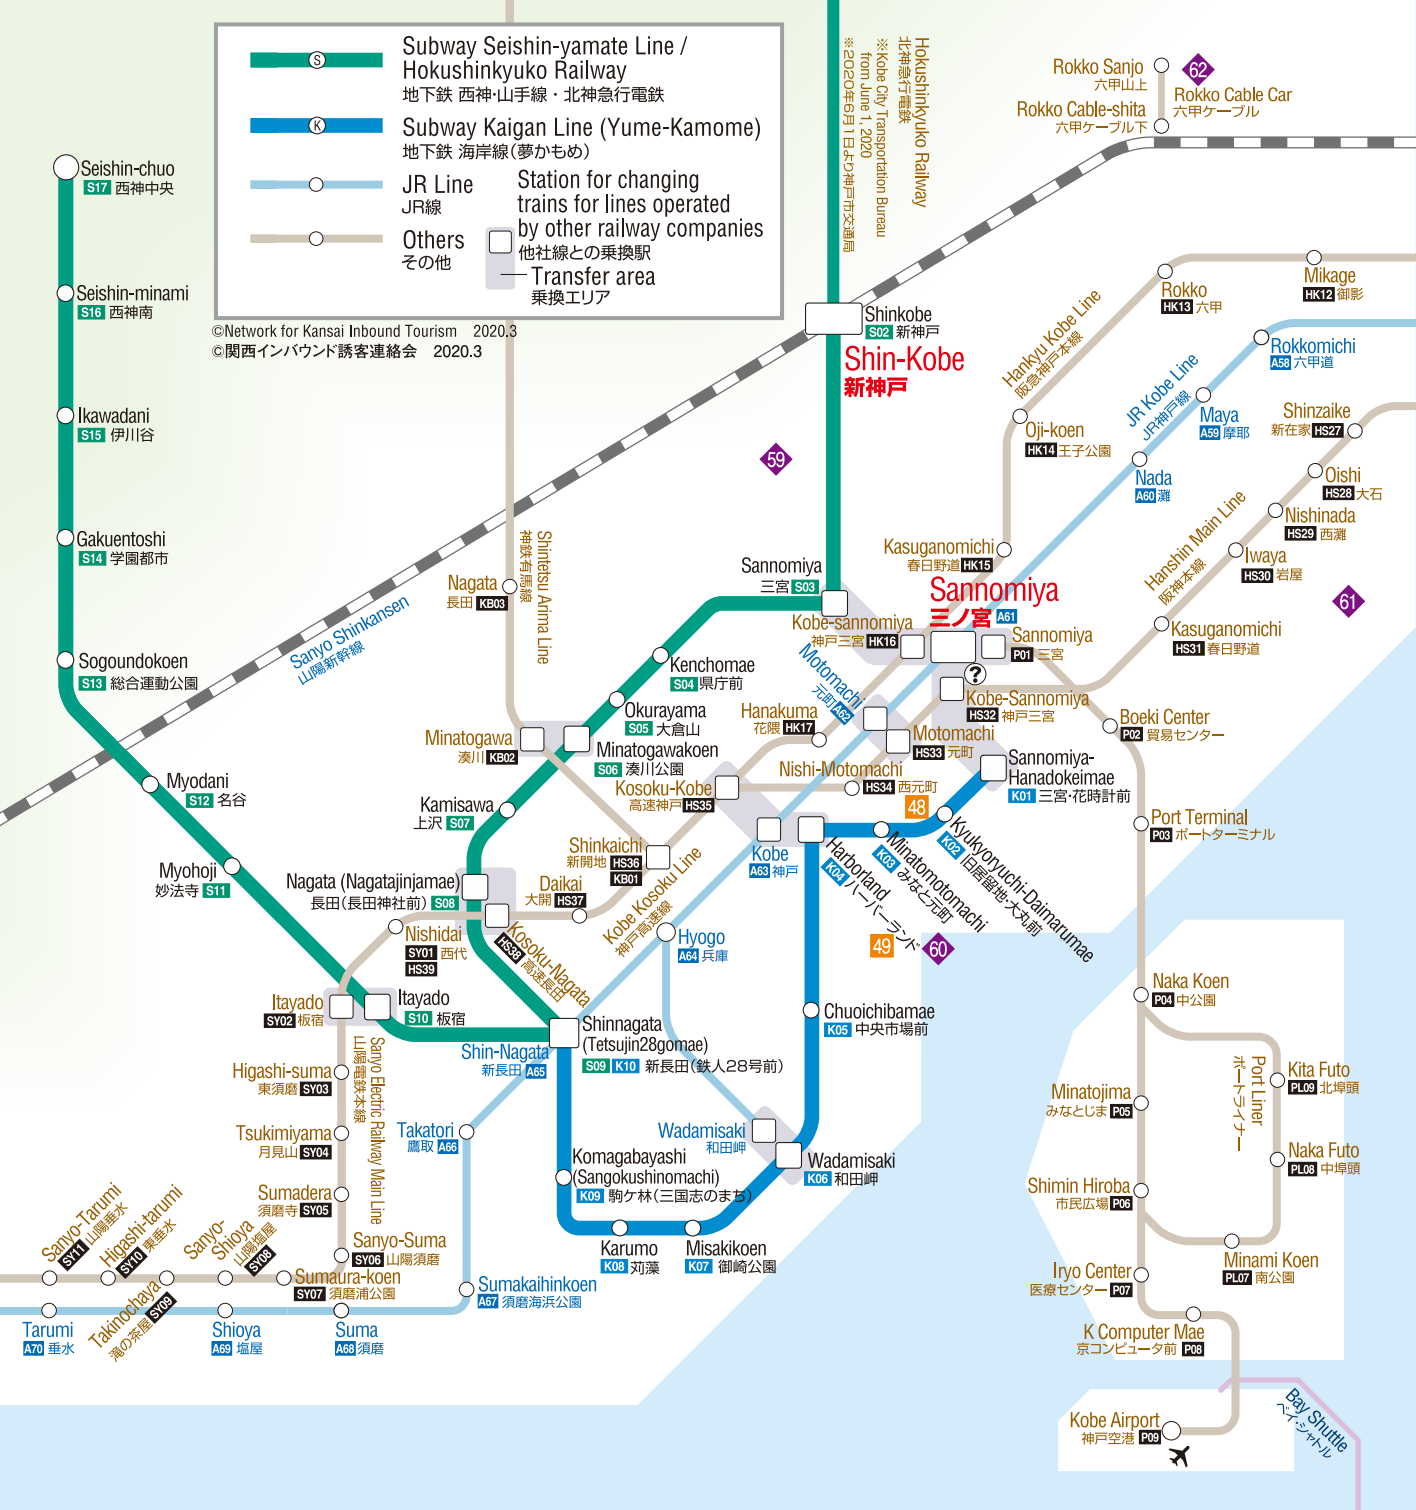 Subway Seishin-yamate Line /
Hokushinkyuko Railway
地下鉄 西神・山手線・北神急行電鉄
Subway Kaigan Line (Yume-Kamome)
地下鉄 海岸線(夢かもめ)
JR Line
JR線
Others
その他
Station for changing
trains for lines operated
by other railway companies
他社線との乗換駅
Transfer area
乗換エリア
S
K
©Network for Kansai Inbound Tourism 2020.3
©関西インバウンド誘客連絡会 2020.3
Hokushinkyuko Railway
北神急行電鉄
※Kobe City Transportation Bureau
from June 1, 2020
※2020年6月1日より神戸市交通局
Rokko Sanjo
六甲山上
62
Rokko Cable Car
六甲ケーブル
Rokko Cable-shita
六甲ケーブル下
Seishin-chuo
S17 西神中央
Seishin-minami
S16 西神南
Ikawadani
S15 伊川谷
Gakuentoshi
S14 学園都市
Sogoundokoen
S13 総合運動公園
Myodani
S12 名谷
Myohoji
妙法寺 S11
Itayado
S10 板宿
Shinkobe
S02 新神戸
Shin-Kobe
新神戸
Sannomiya
三宮 S03
Kenchomae
S04 県庁前
Okurayama
S05 大倉山
Minatogawakoen
S06 湊川公園
Kamisawa
上沢 S07
Nagata (Nagatajinjamae)
長田(長田神社前) S08
Shinnagata
(Tetsujin28gomae)
S09 K10 新長田(鉄人28号前)
Sanyo Shinkansen
山陽新幹線
Shintetsu Arima Line
神鉄有馬線
Nagata
長田 KB03
Minatogawa
湊川 KB02
Shinkaichi
新開地 HS36
KB01
Hankyu Kobe Line
阪急神戸本線
Mikage
HK12 御影
Rokko
HK13 六甲
Oji-koen
HK14 王子公園
Kasuganomichi
春日野道 HK15
Kobe-sannomiya
神戸三宮 HK16
Hanakuma
花隈 HK17
JR Kobe Line
JR神戸線
Rokkomichi
A58 六甲道
Maya
A59 摩耶
Nada
A60 灘
Sannomiya
三ノ宮 A61
Motomachi
元町 A62
Kobe
A63 神戸
Hyogo
A64 兵庫
Shin-Nagata
新長田 A65
Takatori
鷹取 A66
Sumakaihinkoen
A67 須磨海浜公園
Suma
A68 須磨
Shioya
A69 塩屋
Tarumi
A70 垂水
Wadamisaki
和田岬
Hanshin Main Line
阪神本線
Shinzaike
新在家 HS27
Oishi
HS28 大石
Nishinada
HS29 西灘
Iwaya
HS30 岩屋
Kasuganomichi
HS31 春日野道
Kobe-Sannomiya
HS32 神戸三宮
Motomachi
HS33 元町
Nishi-Motomachi
HS34 西元町
Kosoku-Kobe
高速神戸 HS35
Kobe Kosoku Line
神戸高速線
Daikai
大開 HS37
Kosoku-Nagata
HS38 高速長田
Nishidai
SY01 西代
HS39
Itayado
SY02 板宿
Sanyo Electric Railway Main Line
山陽電鉄本線
Higashi-suma
東須磨 SY03
Tsukimiyama
月見山 SY04
Sumadera
須磨寺 SY05
Sanyo-Suma
SY06 山陽須磨
Sumaura-koen
SY07 須磨浦公園
Sanyo-
Shioya
山陽塩屋
SY08
Takinochaya
滝の茶屋 SY09
Higashi-tarumi
SY10 東垂水
Sanyo-Tarumi
SY11 山陽垂水
Sannomiya-
Hanadokeimae
K01 三宮・花時計前
Kyukyoryuchi-Daimarumae
K02 旧居留地・大丸前
Minatomotomachi
K03 みなと元町
Harborland
K04 ハーバーランド
Chuoichibamae
K05 中央市場前
Wadamisaki
K06 和田岬
Misakikoen
K07 御崎公園
Karumo
K08 苅藻
Komagabayashi
(Sangokushinomachi)
K09 駒ケ林(三国志のまち)
Sannomiya
P01 三宮
Boeki Center
P02 貿易センター
Port Terminal
P03 ポートターミナル
Naka Koen
P04 中公園
Minatojima
みなとじま P05
Shimin Hiroba
市民広場 P06
Iryo Center
医療センター P07
K Computer Mae
京コンピュータ前 P08
Kobe Airport
神戸空港 P09
Port Liner
ポートライナー
Kita Futo
PL09 北埠頭
Naka Futo
PL08 中埠頭
Minami Koen
PL07 南公園
Bay Shuttle
ベイ・シャトル
59
61
48
49
60
?